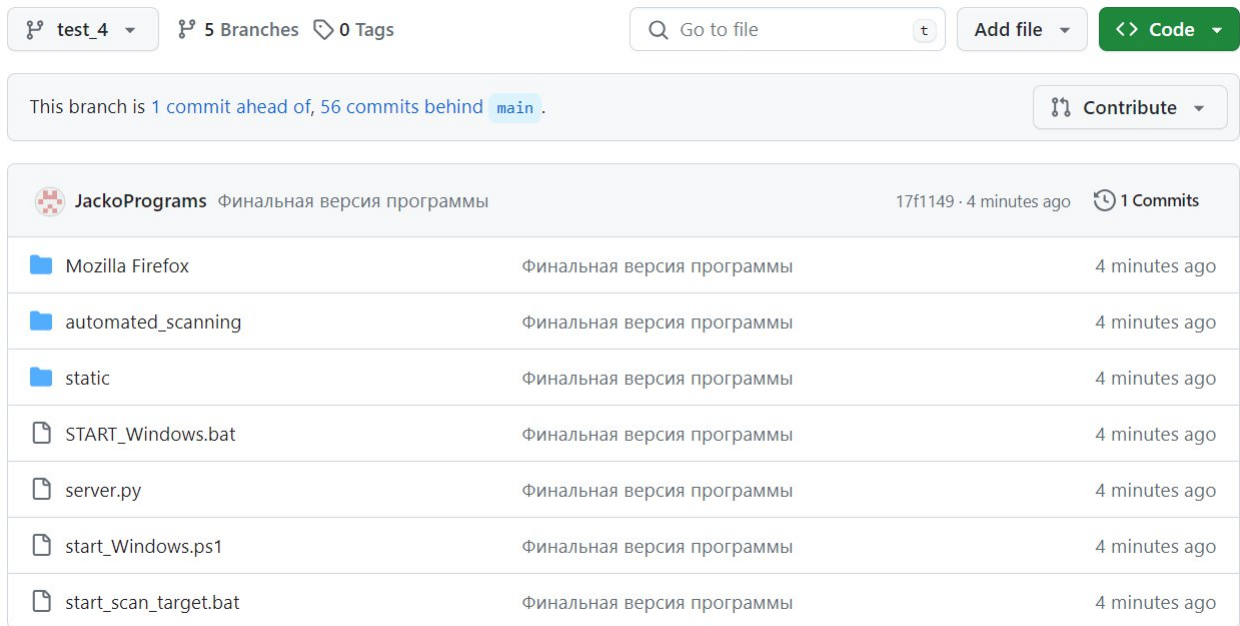 test_4 5 Branches 0 Tags Go to file t Add file Code
This branch is 1 commit ahead of, 56 commits behind main . Contribute
JackoPrograms Финальная версия программы 17f1149 · 4 minutes ago 1 Commits
Mozilla Firefox Финальная версия программы 4 minutes ago
automated_scanning Финальная версия программы 4 minutes ago
static Финальная версия программы 4 minutes ago
START_Windows.bat Финальная версия программы 4 minutes ago
server.py Финальная версия программы 4 minutes ago
start_Windows.ps1 Финальная версия программы 4 minutes ago
start_scan_target.bat Финальная версия программы 4 minutes ago